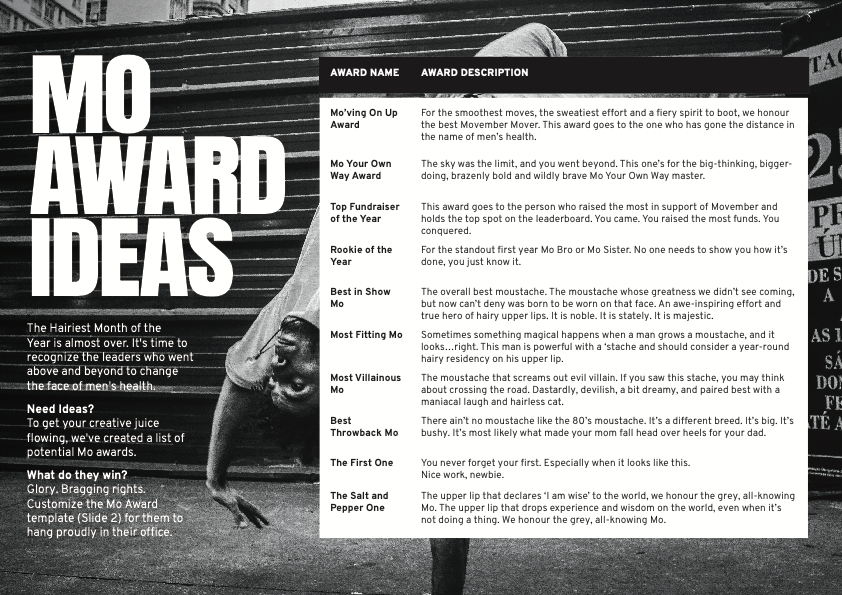 MO
AWARD
IDEAS
The Hairiest Month of the
Year is almost over. It's time to
recognize the leaders who went
above and beyond to change
the face of men's health.
Need Ideas?
To get your creative juice
flowing, we've created a list of
potential Mo awards.
What do they win?
Glory. Bragging rights.
Customize the Mo Award
template (Slide 2) for them to
hang proudly in their office.
AWARD NAME AWARD DESCRIPTION
Mo'ving On Up
Award
For the smoothest moves, the sweatiest effort and a fiery spirit to boot, we honour
the best Movember Mover. This award goes to the one who has gone the distance in
the name of men's health.
Mo Your Own
Way Award
The sky was the limit, and you went beyond. This one's for the big-thinking, bigger-
doing, brazenly bold and wildly brave Mo Your Own Way master.
Top Fundraiser
of the Year
This award goes to the person who raised the most in support of Movember and
holds the top spot on the leaderboard. You came. You raised the most funds. You
conquered.
Rookie of the
Year
For the standout first year Mo Bro or Mo Sister. No one needs to show you how it's
done, you just know it.
Best in Show
Mo
The overall best moustache. The moustache whose greatness we didn't see coming,
but now can't deny was born to be worn on that face. An awe-inspiring effort and
true hero of hairy upper lips. It is noble. It is stately. It is majestic.
Most Fitting Mo
Sometimes something magical happens when a man grows a moustache, and it
looks...right. This man is powerful with a 'stache and should consider a year-round
hairy residency on his upper lip.
Most Villainous
Mo
The moustache that screams out evil villain. If you saw this stache, you may think
about crossing the road. Dastardly, devilish, a bit dreamy, and paired best with a
maniacal laugh and hairless cat.
Best
Throwback Mo
There ain't no moustache like the 80's moustache. It's a different breed. It's big. It's
bushy. It's most likely what made your mom fall head over heels for your dad.
The First One
You never forget your first. Especially when it looks like this.
Nice work, newbie.
The Salt and
Pepper One
The upper lip that declares 'I am wise' to the world, we honour the grey, all-knowing
Mo. The upper lip that drops experience and wisdom on the world, even when it's
not doing a thing. We honour the grey, all-knowing Mo.